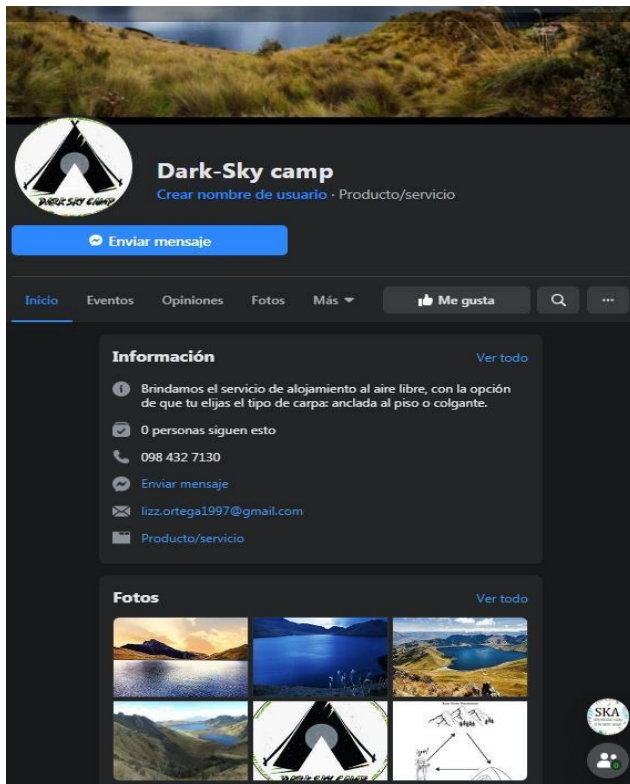 DARK SKY CAMP
Dark-Sky camp
Crear nombre de usuario · Producto/servicio
Enviar mensaje
Inicio
Eventos
Opiniones
Fotos
Más
Me gusta
Información
Ver todo
Brindamos el servicio de alojamiento al aire libre, con la opción
de que tu elijas el tipo de carpa: anclada al piso o colgante.
0 personas siguen esto
098 432 7130
Enviar mensaje
lizz.ortega1997@gmail.com
Producto/servicio
Fotos
Ver todo
DARK SKY CAMP
SKA